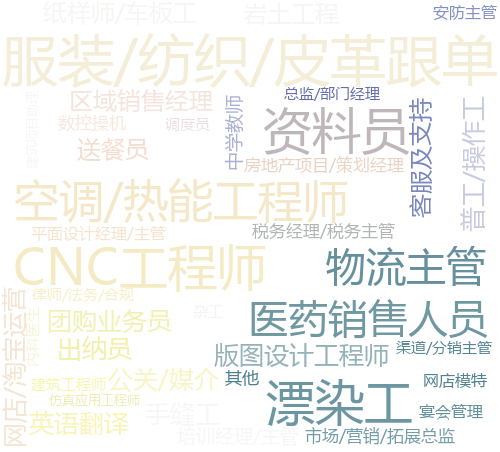 纸样师/车板工
岩土工程
安防主管
服装/纺织/皮革跟单
区域销售经理
总监/部门经理
数控操机
调度员
中学教师
资料员
客服及支持
普工/操作工
送餐员
房地产项目/策划经理
空调/热能工程师
平面设计经理/主管
税务经理/税务主管
CNC工程师
物流主管
网店/淘宝运营
律师/法务/合规
内科医生
杂工
团购业务员
医药销售人员
出纳员
版图设计工程师
渠道/分销主管
建筑工程师
公关/媒介
其他
网店模特
仿真应用工程师
漂染工
手缝工
宴会管理
英语翻译
培训经理/主管
市场/营销/拓展总监